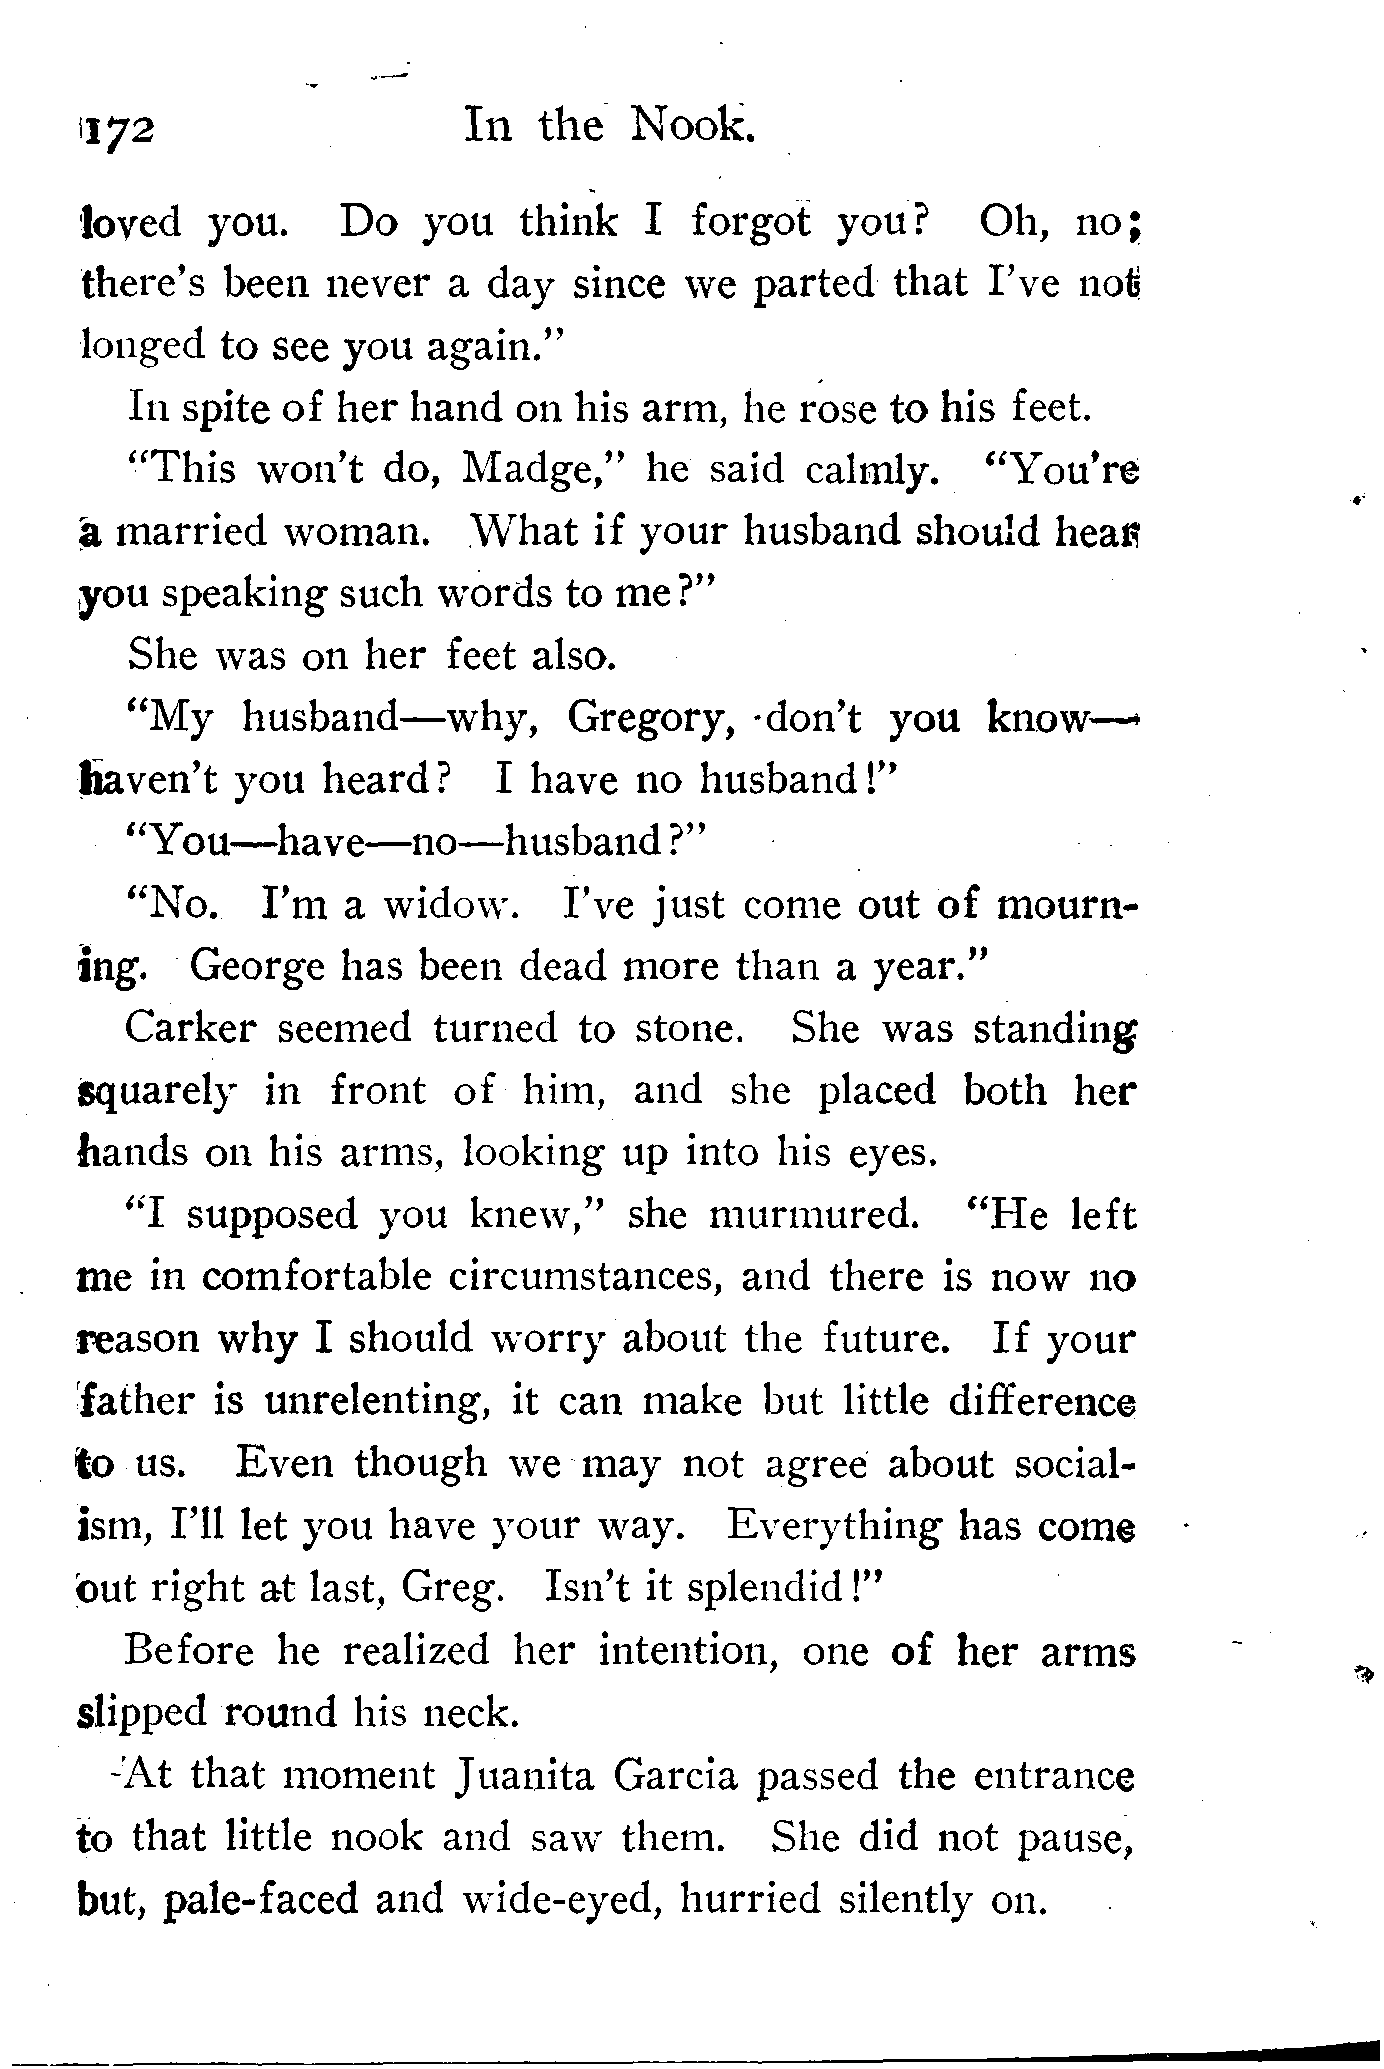 172 In the Nook.
loved you. Do you think I forgot you? Oh, no;
there's been never a day since we parted that I've not
longed to see you again."
In spite of her hand on his arm, he rose to his feet.
"This won't do, Madge," he said calmly. "You're
a married woman. What if your husband should hear
you speaking such words to me?"
She was on her feet also.
"My husband—why, Gregory, don't you know—
haven't you heard? I have no husband!"
"You—have—no—husband?"
"No. I'm a widow. I've just come out of mourn-
ing. George has been dead more than a year."
Carker seemed turned to stone. She was standing
squarely in front of him, and she placed both her
hands on his arms, looking up into his eyes.
"I supposed you knew," she murmured. "He left
me in comfortable circumstances, and there is now no
reason why I should worry about the future. If your
father is unrelenting, it can make but little difference
to us. Even though we may not agree about social-
ism, I'll let you have your way. Everything has come
out right at last, Greg. Isn't it splendid!"
Before he realized her intention, one of her arms
slipped round his neck.
At that moment Juanita Garcia passed the entrance
to that little nook and saw them. She did not pause,
but, pale-faced and wide-eyed, hurried silently on.